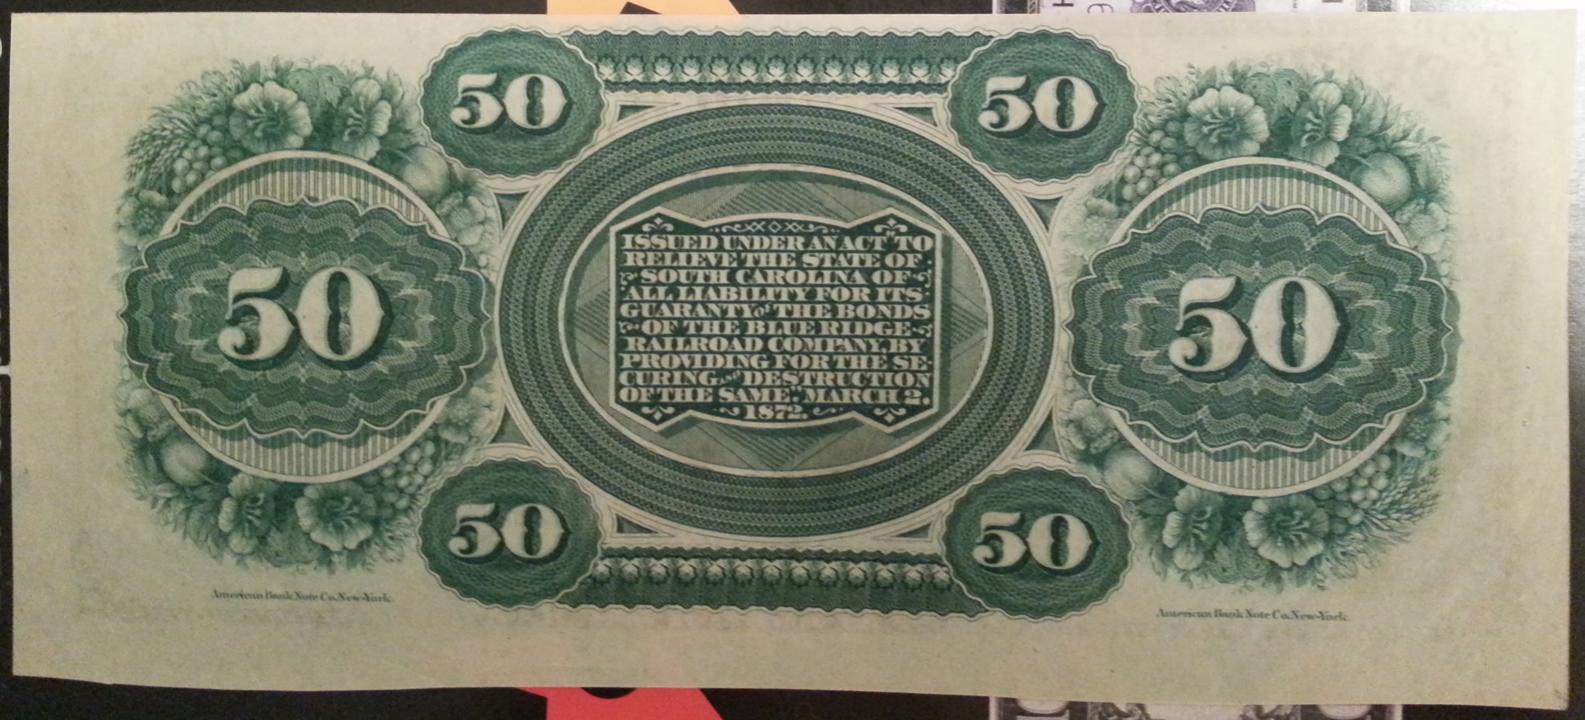 50 50
50 50
ISSUED UNDER AN ACT TO
RELIEVE THE STATE OF
SOUTH CAROLINA OF
ALL LIABILITY FOR ITS
GUARANTY OF THE BONDS
OF THE BLUE RIDGE
RAILROAD COMPANY, BY
PROVIDING FOR THE SE
CURING AND DESTRUCTION
OF THE SAME" MARCH 2.
1872.
50 50
American Bank Note Co. New-York.
American Bank Note Co. New-York.